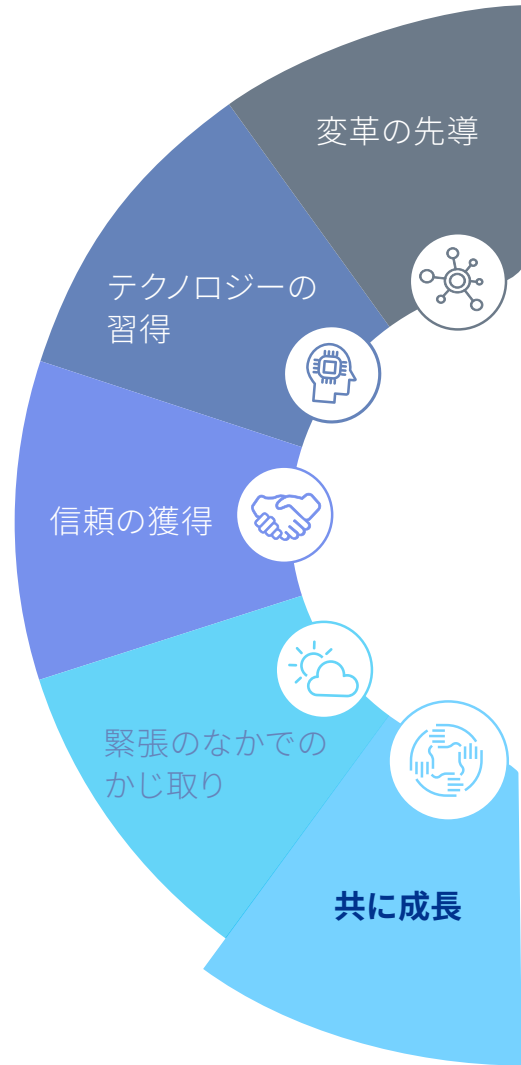 変革の先導
テクノロジーの
習得
信頼の獲得
緊張のなかでの
かじ取り
共に成長